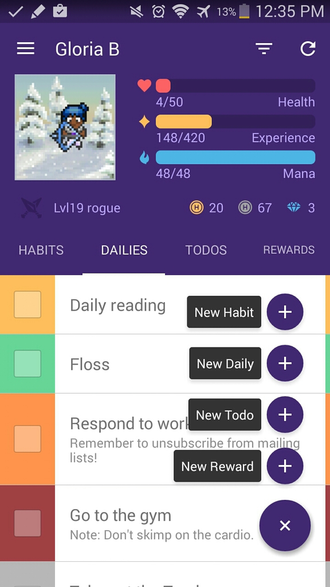 13% 12:35 PM
Gloria B
4/50 Health
148/420 Experience
48/48 Mana
Lvl19 rogue 20 67 3
HABITS DAILIES TODOS REWARDS
Daily reading
New Habit
Floss
New Daily
New Todo
Respond to work
Remember to unsubscribe from mailing
lists!
New Reward
Go to the gym
Note: Don't skimp on the cardio.